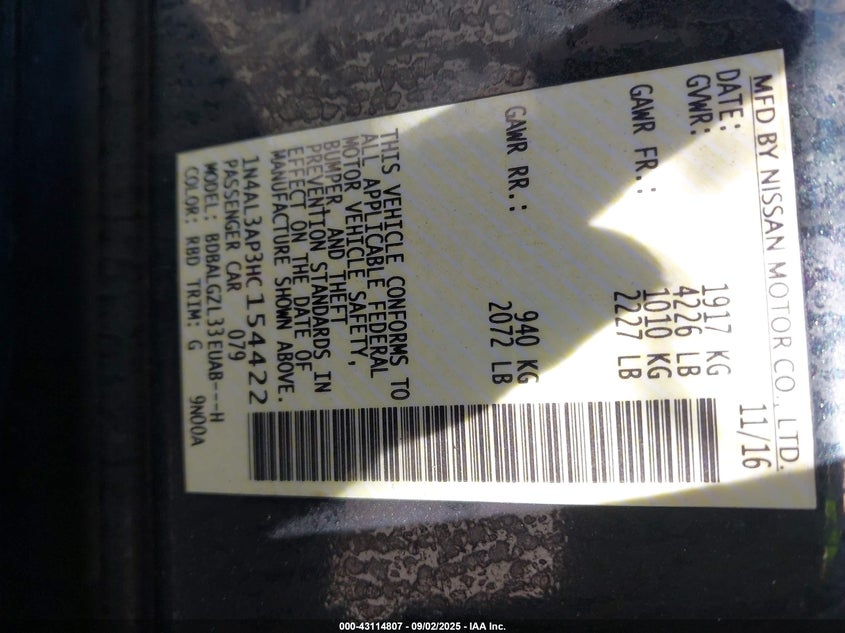 MFD BY NISSAN MOTOR CO., LTD.
DATE: 11/16
GVWR: 1917 KG
4226 LB
GAWR FR.: 1010 KG
2227 LB
GAWR RR.: 940 KG
2072 LB
THIS VEHICLE CONFORMS TO
ALL APPLICABLE FEDERAL
MOTOR VEHICLE SAFETY,
BUMPER, AND THEFT
PREVENTION STANDARDS IN
EFFECT ON THE DATE OF
MANUFACTURE SHOWN ABOVE.
1N4AL3AP3HC154422
PASSENGER CAR 079
MODEL: BDBALGZL33EUAB---H
COLOR: RBD TRIM: G 9N00A
000-43114807 - 09/02/2025 - IAA Inc.